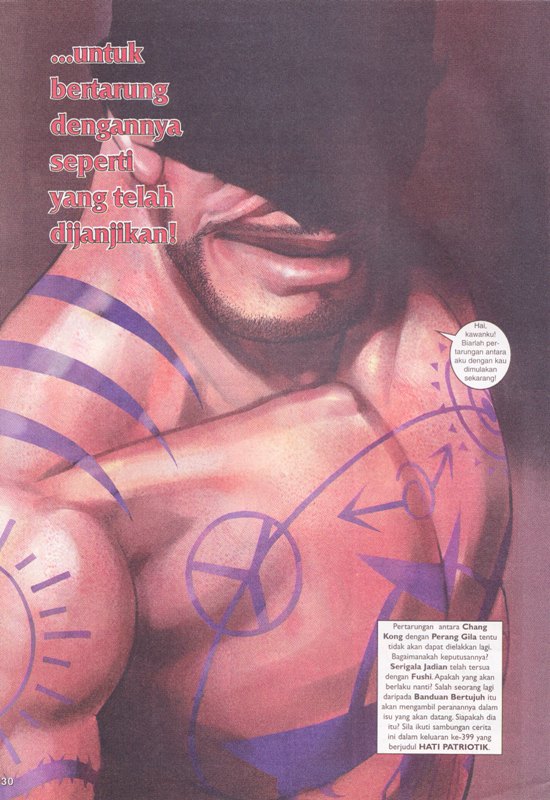 ...untuk
bertarung
dengannya
seperti
yang telah
dijanjikan!
Hai,
kawanku!
Biarlah per-
tarungan antara
aku dengan kau
dimulakan
sekarang!
Pertarungan antara Chang
Kong dengan Perang Gila tentu
tidak akan dapat dielakkan lagi.
Bagaimanakah keputusannya?
Serigala Jadian telah tersua
dengan Fushi. Apakah yang akan
berlaku nanti? Salah seorang lagi
daripada Banduan Bertujuh itu
akan mengambil peranannya dalam
isu yang akan datang. Siapakah dia
itu? Sila ikuti sambungan cerita
ini dalam keluaran ke-399 yang
berjudul HATI PATRIOTIK.
30